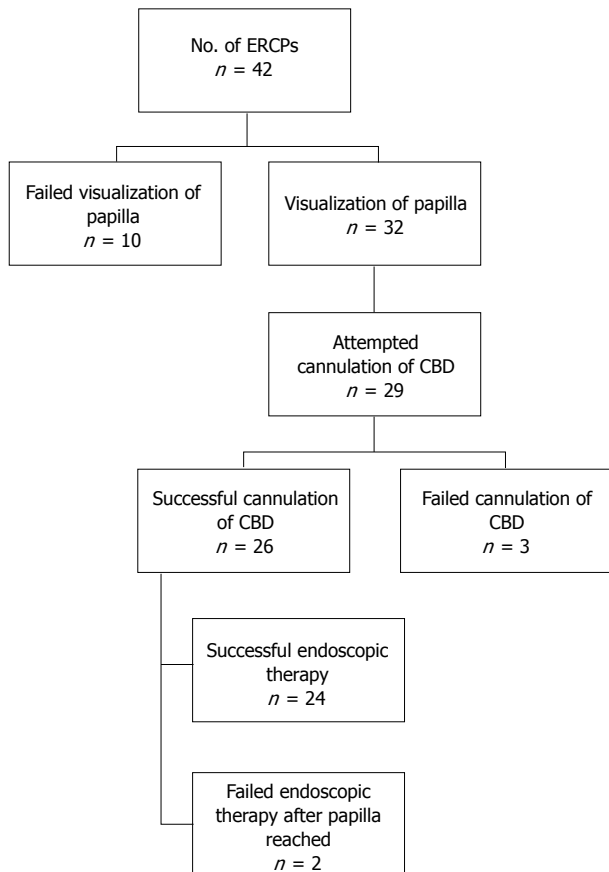 No. of ERCPs
n = 42
Failed visualization of
papilla
n = 10
Visualization of papilla
n = 32
Attempted
cannulation of CBD
n = 29
Successful cannulation
of CBD
n = 26
Failed cannulation of
CBD
n = 3
Successful endoscopic
therapy
n = 24
Failed endoscopic
therapy after papilla
reached
n = 2